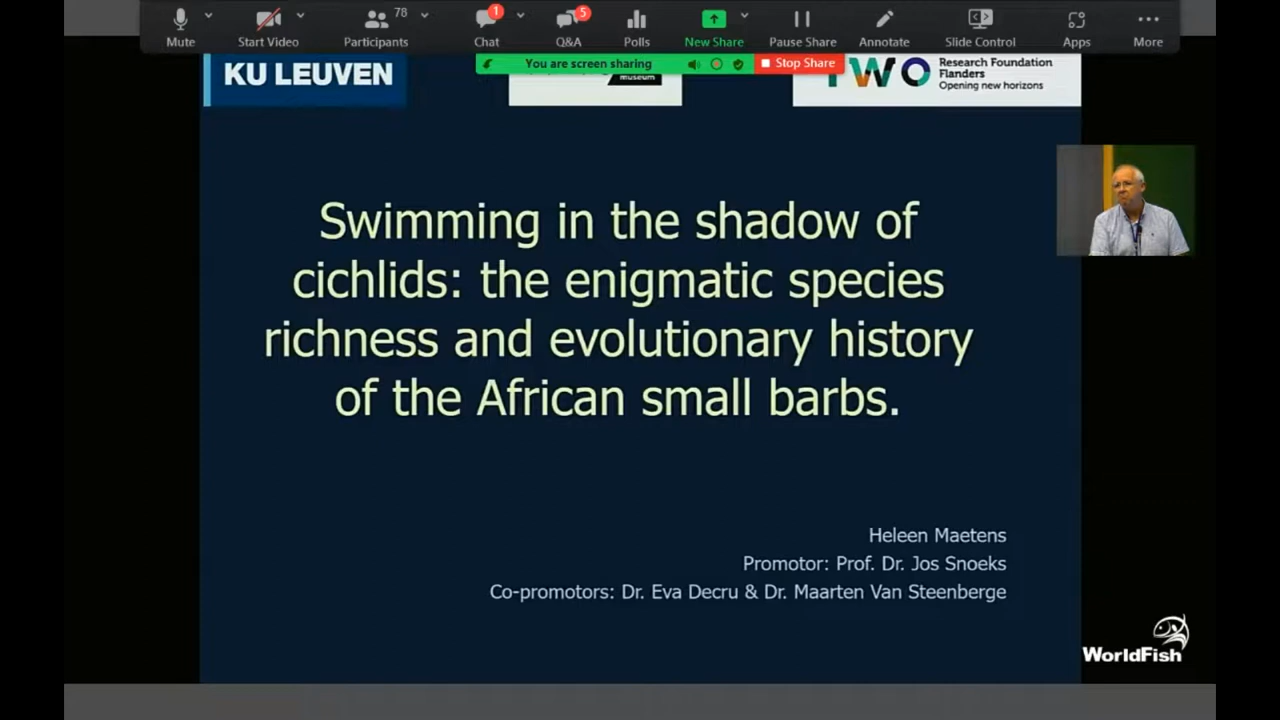 78
1
5
Mute
Start Video
Participants
Chat
Q&A
Polls
New Share
Pause Share
Annotate
Slide Control
Apps
More
You are screen sharing
Stop Share
KU LEUVEN
museum
FWO
Research Foundation
Flanders
Opening new horizons
Swimming in the shadow of
cichlids: the enigmatic species
richness and evolutionary history
of the African small barbs.
Heleen Maetens
Promotor: Prof. Dr. Jos Snoeks
Co-promotors: Dr. Eva Decru & Dr. Maarten Van Steenberge
WorldFish